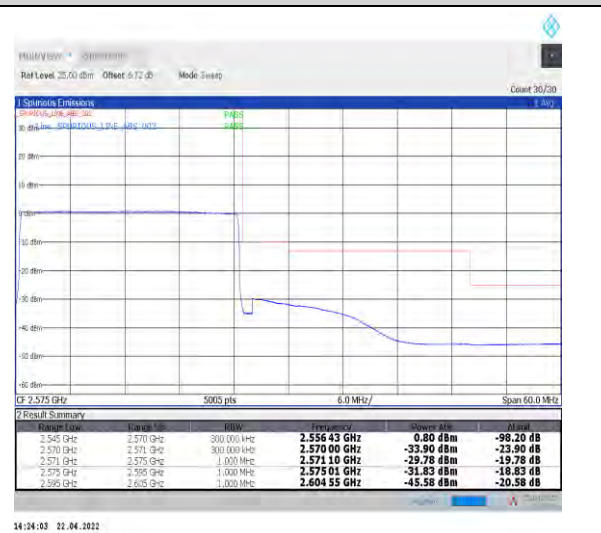 MultiView
Ref Level 25.00 dBm Offset 6.72 dB Mode Sweep
Count 30/30
1 Spurious Emissions
PASS
30 dBm Line _SPURIOUS_LINE_ABS_002 PASS
20 dBm
10 dBm
0 dBm
-10 dBm
-20 dBm
-30 dBm
-40 dBm
-50 dBm
-60 dBm
CF 2.575 GHz 5005 pts 6.0 MHz/ Span 60.0 MHz
2 Result Summary
Range Low Range Up RBW Frequency Power Abs ΔLimit
2.545 GHz 2.570 GHz 300.000 kHz 2.556 43 GHz 0.80 dBm -98.20 dB
2.570 GHz 2.571 GHz 300.000 kHz 2.570 00 GHz -33.90 dBm -23.90 dB
2.571 GHz 2.575 GHz 1.000 MHz 2.571 10 GHz -29.78 dBm -19.78 dB
2.575 GHz 2.595 GHz 1.000 MHz 2.575 01 GHz -31.83 dBm -18.83 dB
2.595 GHz 2.605 GHz 1.000 MHz 2.604 55 GHz -45.58 dBm -20.58 dB
14:24:03 22.04.2022